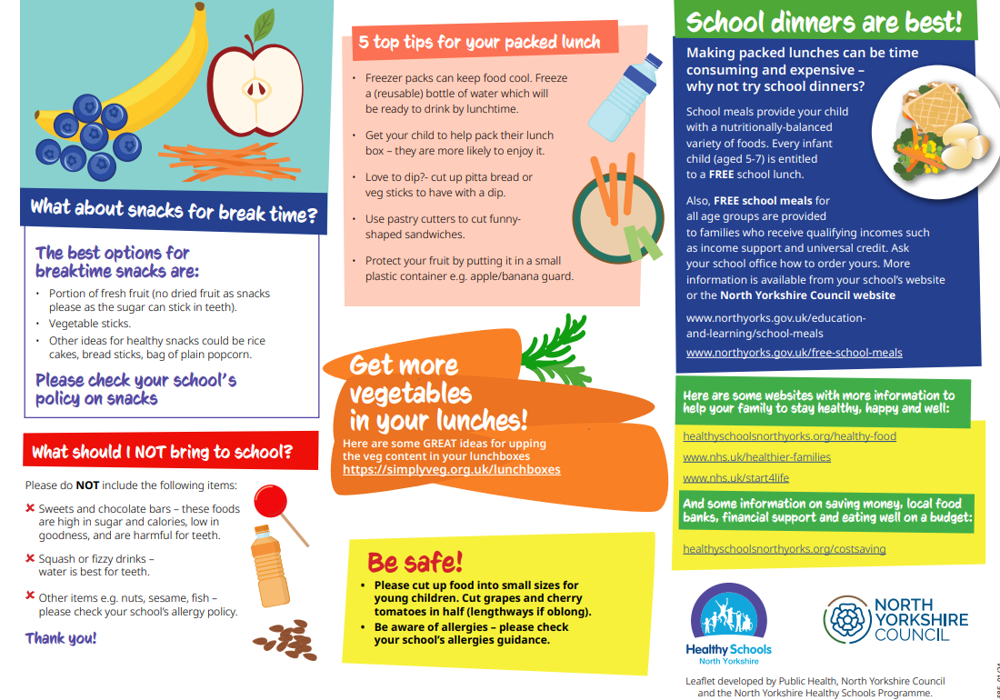 What about snacks for break time?
The best options for
breaktime snacks are:
• Portion of fresh fruit (no dried fruit as snacks
please as the sugar can stick in teeth).
• Vegetable sticks.
• Other ideas for healthy snacks could be rice
cakes, bread sticks, bag of plain popcorn.
Please check your school's
policy on snacks
What should I NOT bring to school?
Please do NOT include the following items:
✘ Sweets and chocolate bars – these foods
are high in sugar and calories, low in
goodness, and are harmful for teeth.
✘ Squash or fizzy drinks –
water is best for teeth.
✘ Other items e.g. nuts, sesame, fish –
please check your school's allergy policy.
Thank you!
5 top tips for your packed lunch
• Freezer packs can keep food cool. Freeze
a (reusable) bottle of water which will
be ready to drink by lunchtime.
• Get your child to help pack their lunch
box – they are more likely to enjoy it.
• Love to dip?- cut up pitta bread or
veg sticks to have with a dip.
• Use pastry cutters to cut funny-
shaped sandwiches.
• Protect your fruit by putting it in a small
plastic container e.g. apple/banana guard.
Get more
vegetables
in your lunches!
Here are some GREAT ideas for upping
the veg content in your lunchboxes
https://simplyveg.org.uk/lunchboxes
Be safe!
• Please cut up food into small sizes for
young children. Cut grapes and cherry
tomatoes in half (lengthways if oblong).
• Be aware of allergies – please check
your school's allergies guidance.
School dinners are best!
Making packed lunches can be time
consuming and expensive –
why not try school dinners?
School meals provide your child
with a nutritionally-balanced
variety of foods. Every infant
child (aged 5-7) is entitled
to a FREE school lunch.
Also, FREE school meals for
all age groups are provided
to families who receive qualifying incomes such
as income support and universal credit. Ask
your school office how to order yours. More
information is available from your school's website
or the North Yorkshire Council website
www.northyorks.gov.uk/education-
and-learning/school-meals
www.northyorks.gov.uk/free-school-meals
Here are some websites with more information to
help your family to stay healthy, happy and well:
healthyschoolsnorthyorks.org/healthy-food
www.nhs.uk/healthier-families
www.nhs.uk/start4life
And some information on saving money, local food
banks, financial support and eating well on a budget:
healthyschoolsnorthyorks.org/costsaving
Healthy Schools
North Yorkshire
NORTH
YORKSHIRE
COUNCIL
Leaflet developed by Public Health, North Yorkshire Council
and the North Yorkshire Healthy Schools Programme.